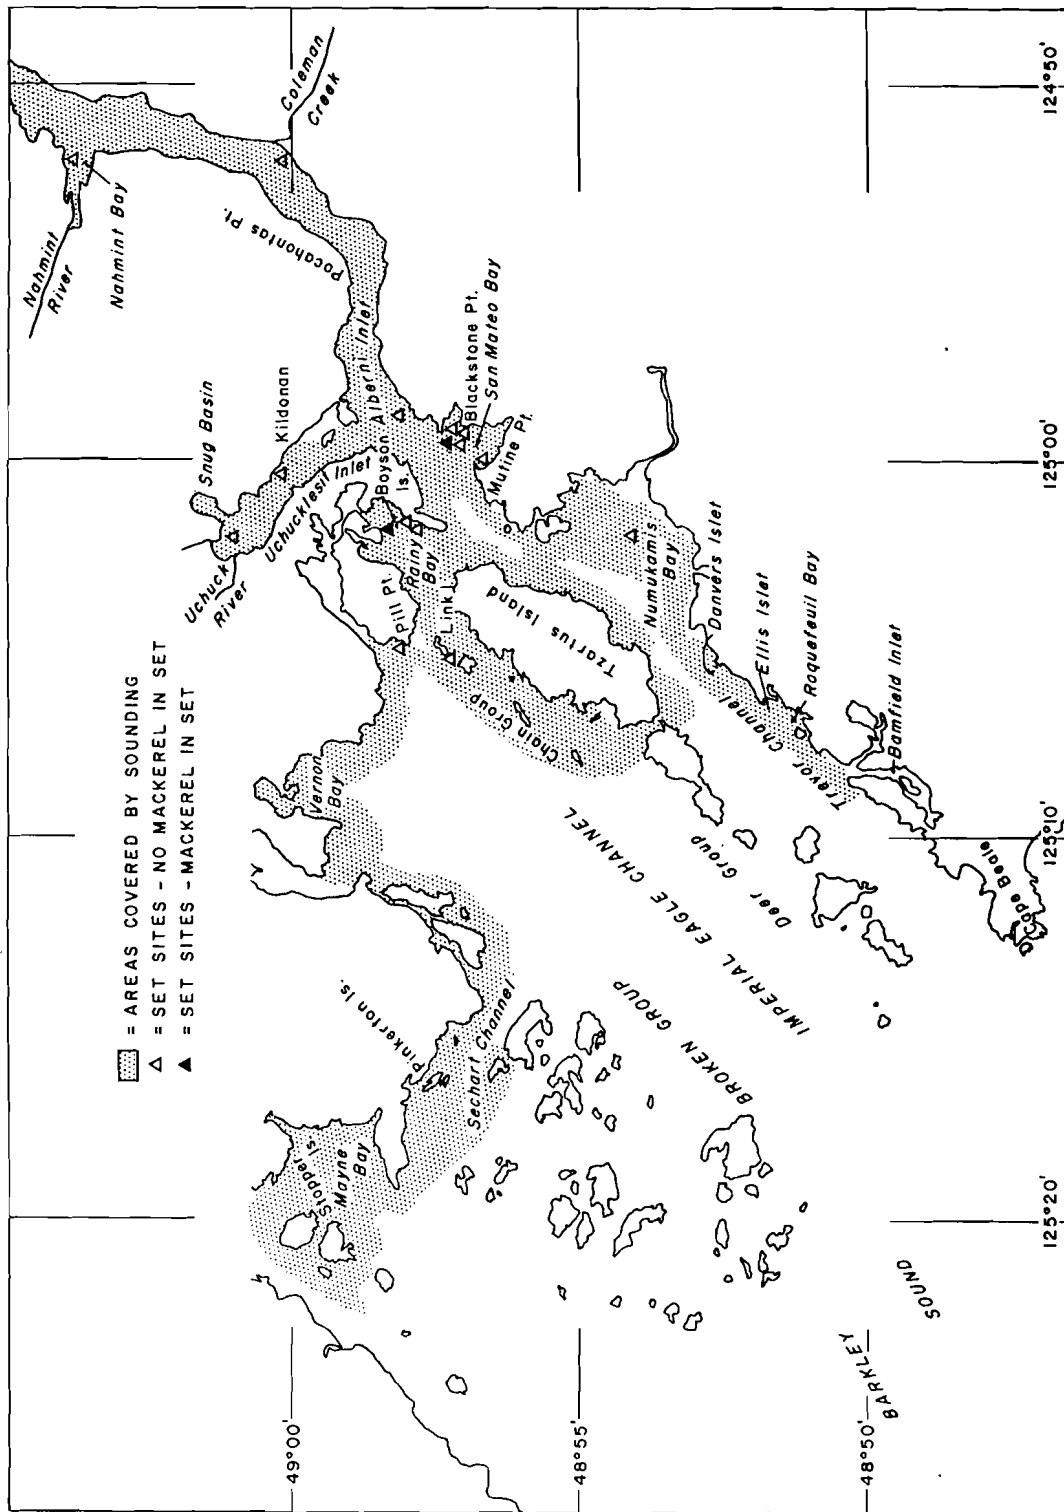 = AREAS COVERED BY SOUNDING
= SET SITES - NO MACKEREL IN SET
= SET SITES - MACKEREL IN SET
Nahmint
River
Nahmint Bay
Coleman
Creek
Pocahontas Pt.
Snug Basin
Kildonan
Uchuck
River
Uchucklesit Inlet
Alberni Inlet
Boyson
Is.
Blackstone Pt.
San Mateo Bay
Mutine Pt.
Rainy
Bay
Pill Pt.
Link I.
Tzartus Island
Chain Group
Numukamis
Bay
Danvers Islet
Ellis Islet
Roquefeuil Bay
Bamfield Inlet
Trevor Channel
Vernon
Bay
Pinkerton Is.
Sechart Channel
Stopper
Is.
Mayne
Bay
IMPERIAL EAGLE CHANNEL
Deer Group
BROKEN GROUP
Cape Beale
BARKLEY
SOUND
49°00'
48°55'
48°50'
125°20'
125°10'
125°00'
124°50'